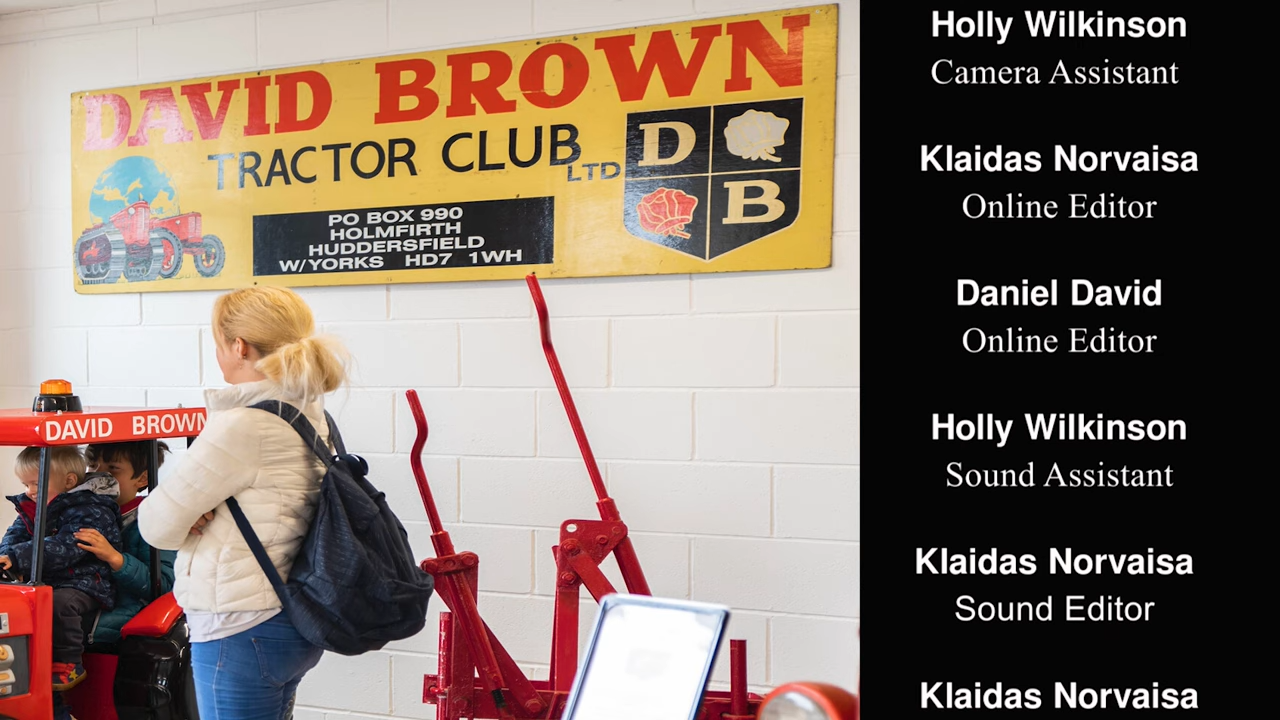 DAVID BROWN
TRACTOR CLUB LTD
D
B
PO BOX 990
HOLMFIRTH
HUDDERSFIELD
W/YORKS HD7 1WH
DAVID BROWN
Holly Wilkinson
Camera Assistant
Klaidas Norvaisa
Online Editor
Daniel David
Online Editor
Holly Wilkinson
Sound Assistant
Klaidas Norvaisa
Sound Editor
Klaidas Norvaisa